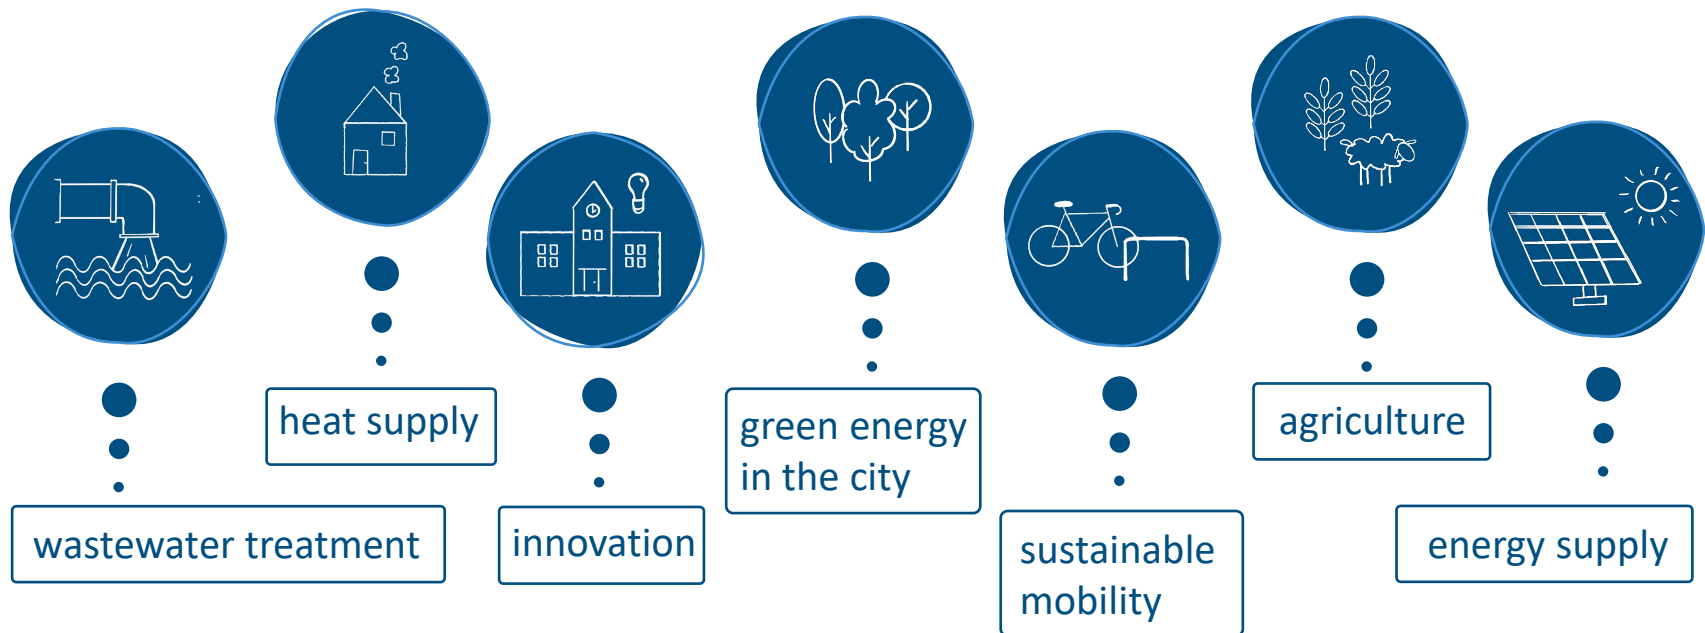 wastewater treatment
heat supply
innovation
green energy
in the city
sustainable
mobility
agriculture
energy supply